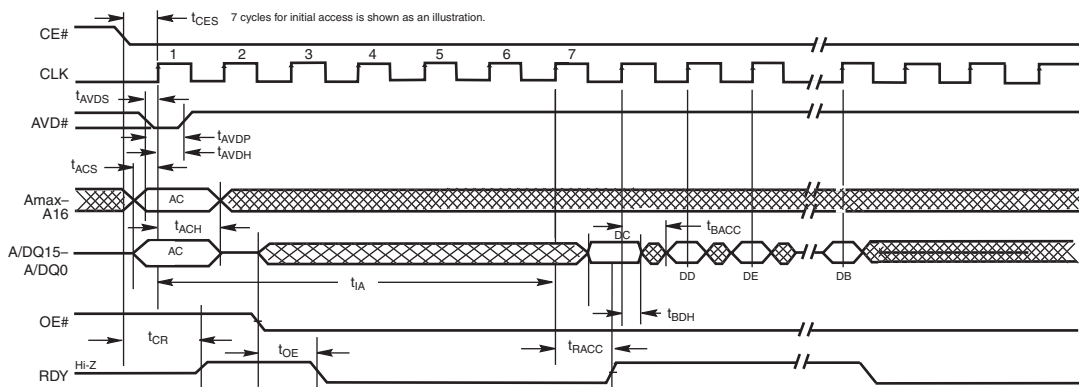 tCES 7 cycles for initial access is shown as an illustration.
CE#
1 2 3 4 5 6 7
CLK
tAVDS
AVD#
tAVDP
tAVDH
tACS
Amax–
A16
AC
tACH
tBACC
A/DQ15–
A/DQ0
AC
DC
DD
DE
DB
tIA
tBDH
OE#
tCR
tOE
tRACC
Hi-Z
RDY